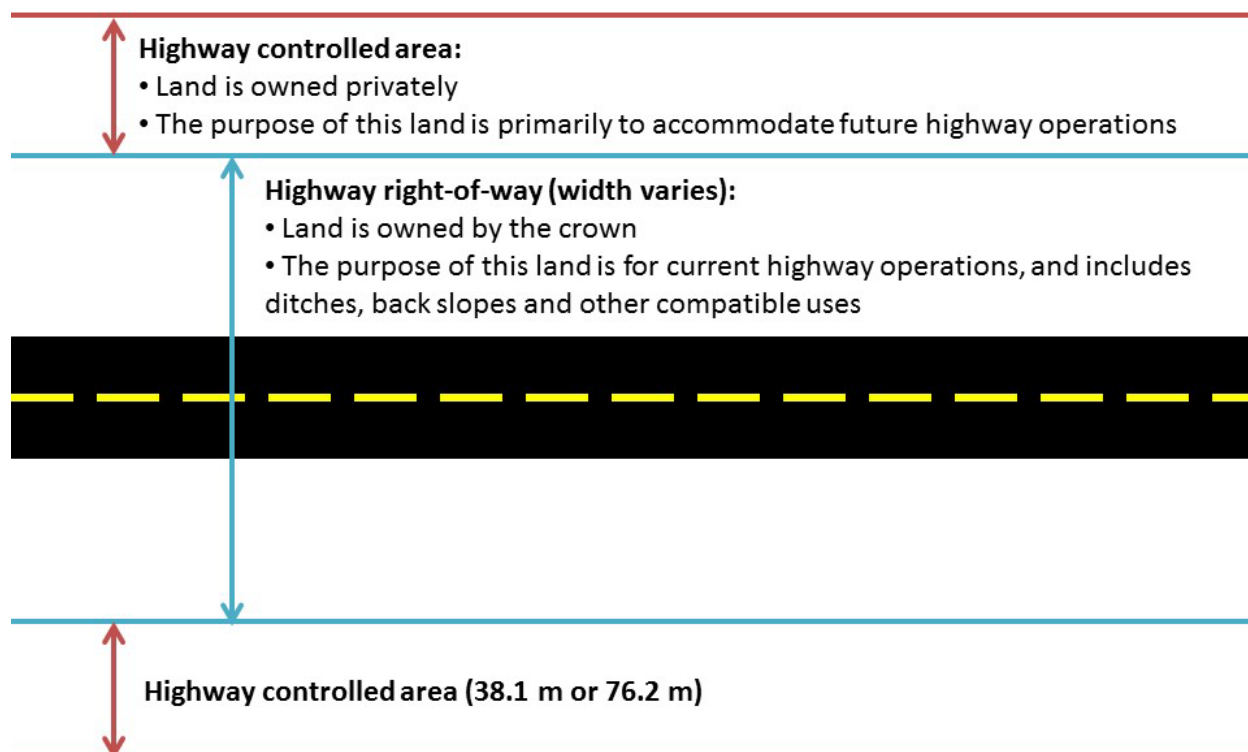 Highway controlled area:
• Land is owned privately
• The purpose of this land is primarily to accommodate future highway operations
Highway right-of-way (width varies):
• Land is owned by the crown
• The purpose of this land is for current highway operations, and includes
ditches, back slopes and other compatible uses
Highway controlled area (38.1 m or 76.2 m)